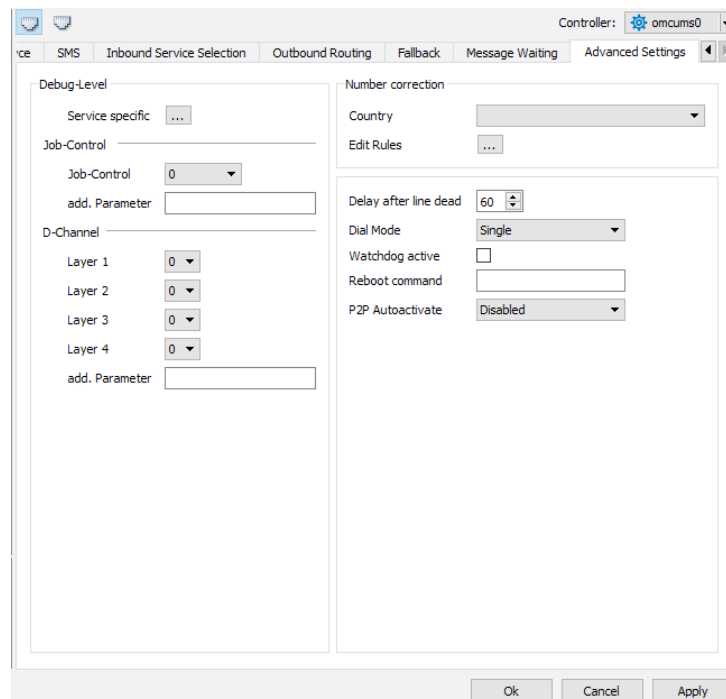 Controller: omcums0
ce SMS Inbound Service Selection Outbound Routing Fallback Message Waiting Advanced Settings
Debug-Level
Service specific ...
Job-Control
Job-Control 0
add. Parameter
D-Channel
Layer 1 0
Layer 2 0
Layer 3 0
Layer 4 0
add. Parameter
Number correction
Country
Edit Rules ...
Delay after line dead 60
Dial Mode Single
Watchdog active
Reboot command
P2P Autoactivate Disabled
Ok Cancel Apply